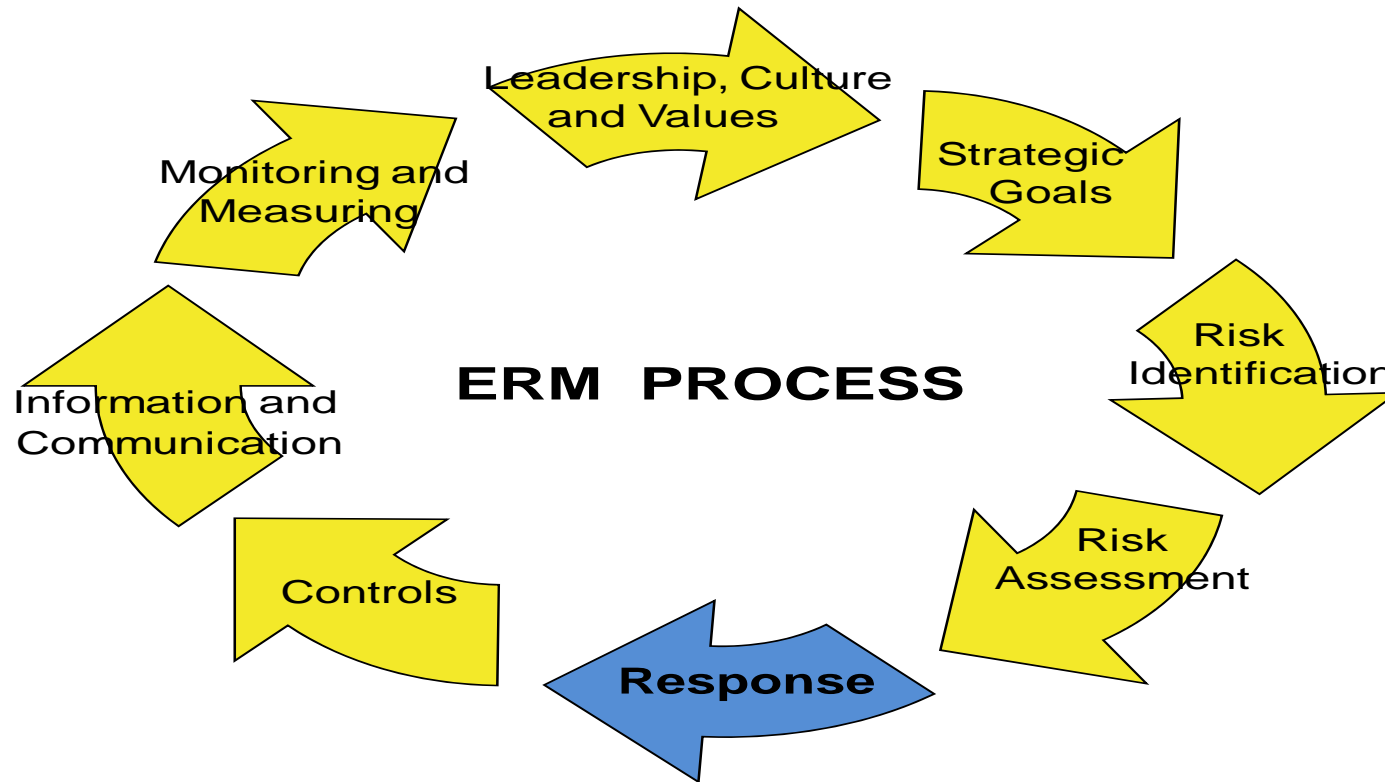 Leadership, Culture
and Values
Strategic
Goals
Risk
Identification
Risk
Assessment
Response
Controls
Information and
Communication
Monitoring and
Measuring
ERM PROCESS